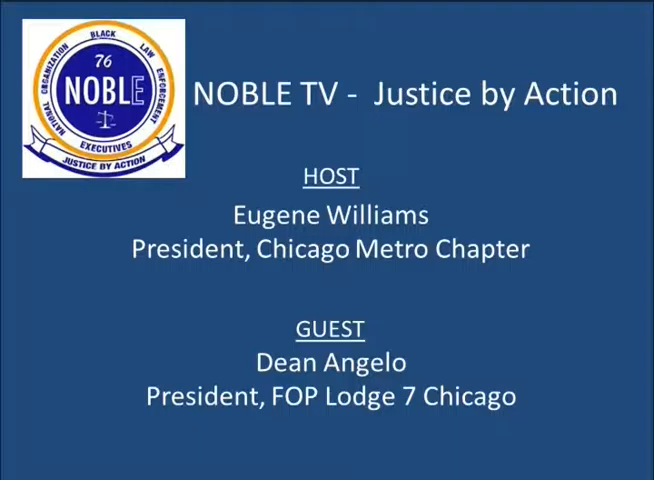 NATIONAL ORGANIZATION BLACK LAW ENFORCEMENT
76
NOBLE
EXECUTIVES
JUSTICE BY ACTION
NOBLE TV - Justice by Action
HOST
Eugene Williams
President, Chicago Metro Chapter
GUEST
Dean Angelo
President, FOP Lodge 7 Chicago